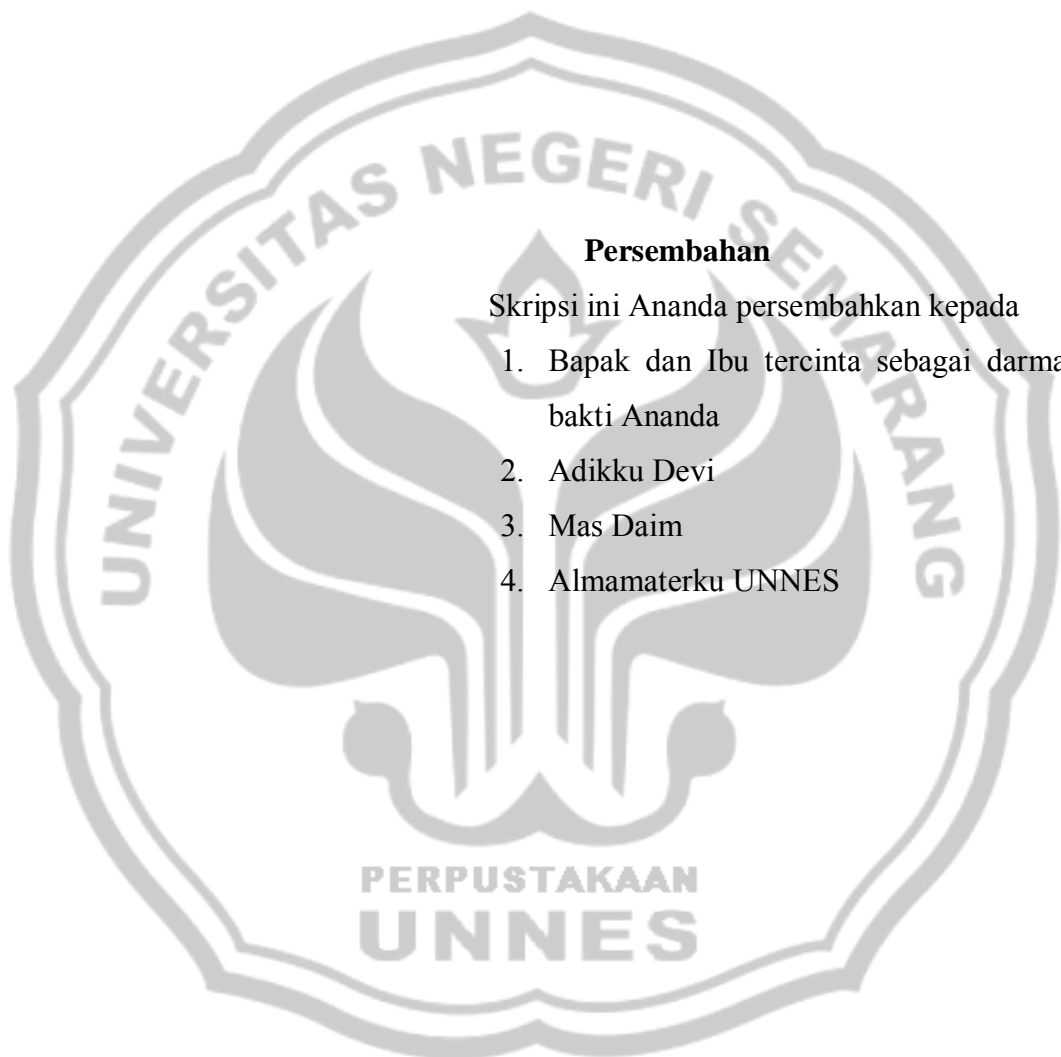 UNIVERSITAS NEGERI SEMARANG
Persembahan
Skripsi ini Ananda persembahkan kepada
1. Bapak dan Ibu tercinta sebagai darma
bakti Ananda
2. Adikku Devi
3. Mas Daim
4. Almamaterku UNNES
PERPUSTAKAAN
UNNES